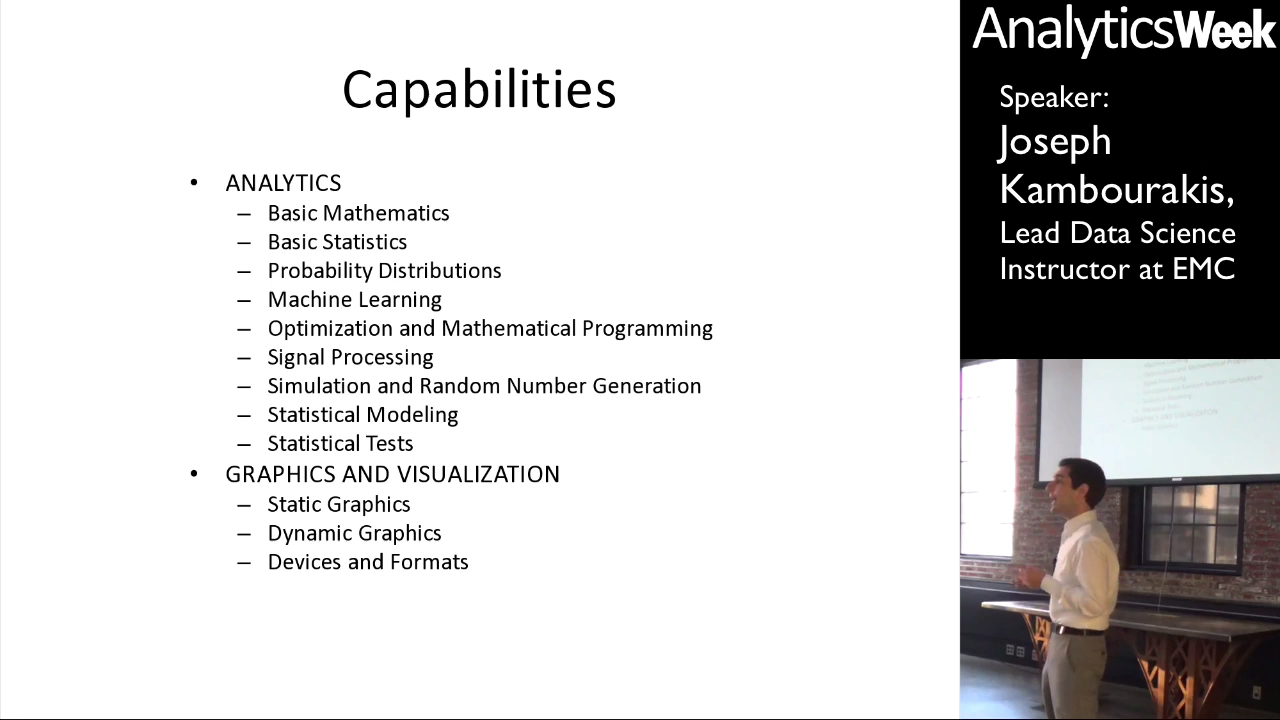 Capabilities
• ANALYTICS
– Basic Mathematics
– Basic Statistics
– Probability Distributions
– Machine Learning
– Optimization and Mathematical Programming
– Signal Processing
– Simulation and Random Number Generation
– Statistical Modeling
– Statistical Tests
• GRAPHICS AND VISUALIZATION
– Static Graphics
– Dynamic Graphics
– Devices and Formats
AnalyticsWeek
Speaker:
Joseph
Kambourakis,
Lead Data Science
Instructor at EMC